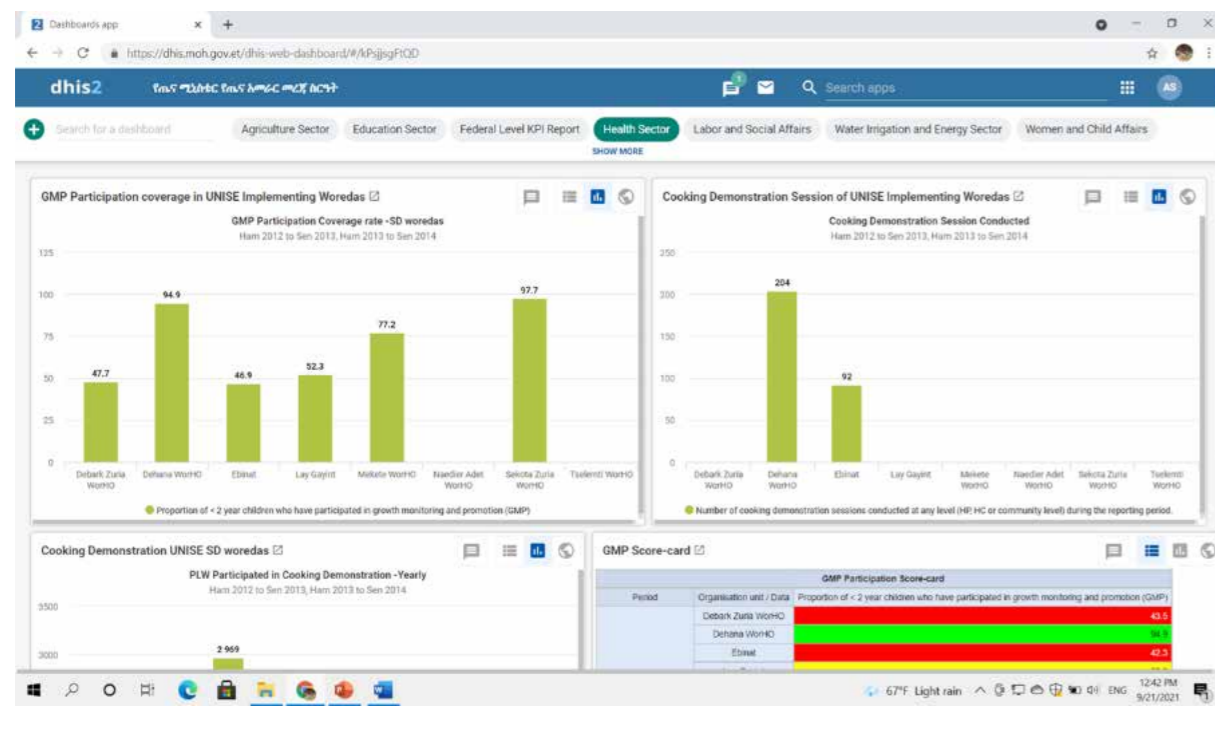 Dashboards app
https://dhis.moh.gov.et/dhis-web-dashboard/#/kPsjjsgFtQD
dhis2
የጤና ሚኒስቴር የጤና አመራር መረጃ ስርዓት
1
Search apps
AS
Search for a dashboard
Agriculture Sector
Education Sector
Federal Level KPI Report
Health Sector
Labor and Social Affairs
Water Irrigation and Energy Sector
Women and Child Affairs
SHOW MORE
GMP Participation coverage in UNISE Implementing Woredas
GMP Participation Coverage rate -SD woredas
Ham 2012 to Sen 2013, Ham 2013 to Sen 2014
125
100
75
50
25
0
47.7
94.9
46.9
52.3
77.2
97.7
Debark Zuria WorHO
Dehana WorHO
Ebinat
Lay Gayint
Mekete WorHO
Naedier Adet WorHO
Sekota Zuria WorHO
Tselemti WorHO
Proportion of < 2 year children who have participated in growth monitoring and promotion (GMP)
Cooking Demonstration Session of UNISE Implementing Woredas
Cooking Demonstration Session Conducted
Ham 2012 to Sen 2013, Ham 2013 to Sen 2014
250
200
150
100
50
0
204
92
Debark Zuria WorHO
Dehana WorHO
Ebinat
Lay Gayint
Mekete WorHO
Naedier Adet WorHO
Sekota Zuria WorHO
Tselemti WorHO
Number of cooking demonstration sessions conducted at any level (HP, HC or community level) during the reporting period.
Cooking Demonstration UNISE SD woredas
PLW Participated in Cooking Demonstration -Yearly
Ham 2012 to Sen 2013, Ham 2013 to Sen 2014
3500
3000
2 969
GMP Score-card
GMP Participation Score-card
Period
Organisation unit / Data
Proportion of < 2 year children who have participated in growth monitoring and promotion (GMP)
Debark Zuria WorHO
43.5
Dehana WorHO
94.9
Ebinat
42.3
67°F Light rain
ENG
12:42 PM
9/21/2021
1